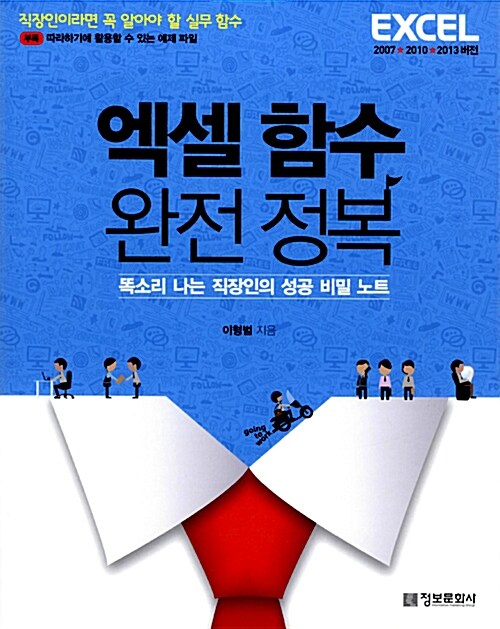 직장인이라면 꼭 알아야 할 실무 함수
부록 따라하기에 활용할 수 있는 예제 파일
EXCEL
2007★2010★2013 버전
엑셀 함수
완전 정복
똑소리 나는 직장인의 성공 비밀 노트
이형범 지음
going
to
work...
정보문화사